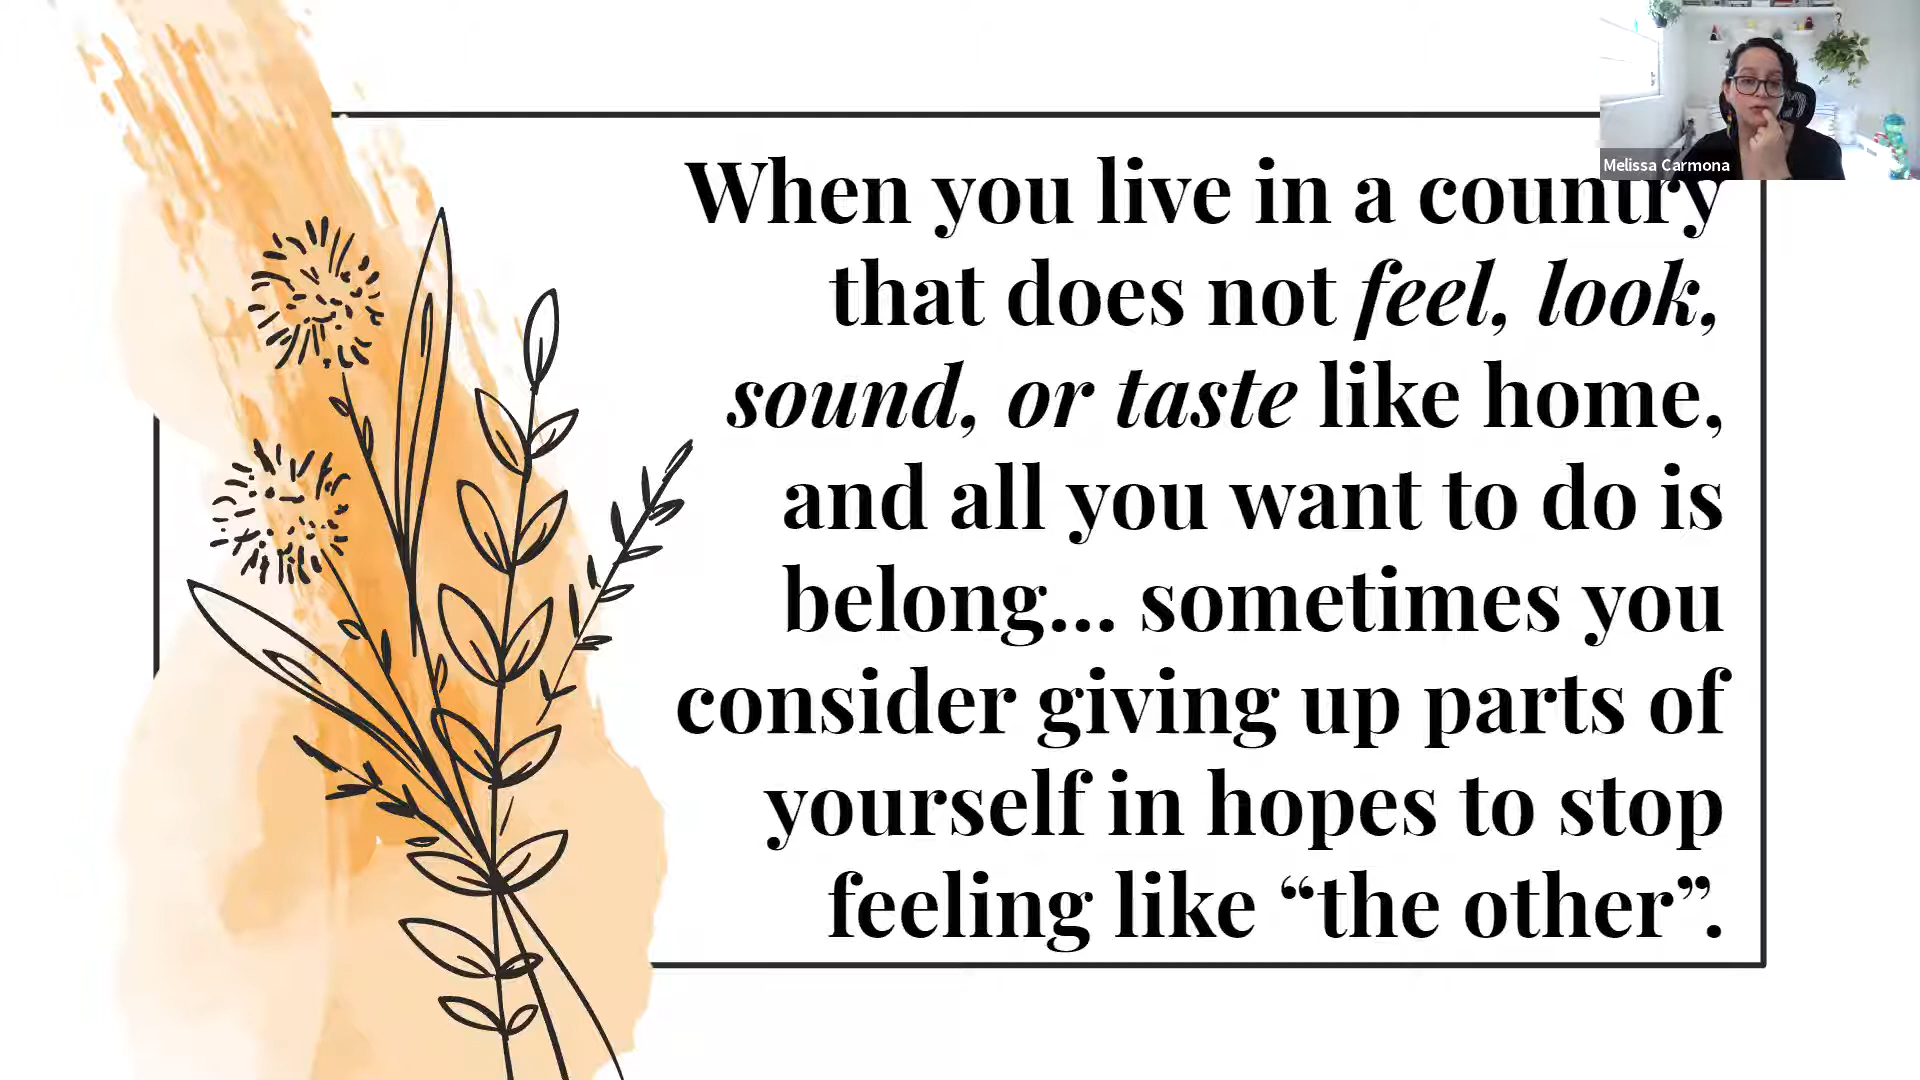 Melissa Carmona
When you live in a country
that does not feel, look,
sound, or taste like home,
and all you want to do is
belong... sometimes you
consider giving up parts of
yourself in hopes to stop
feeling like “the other”.